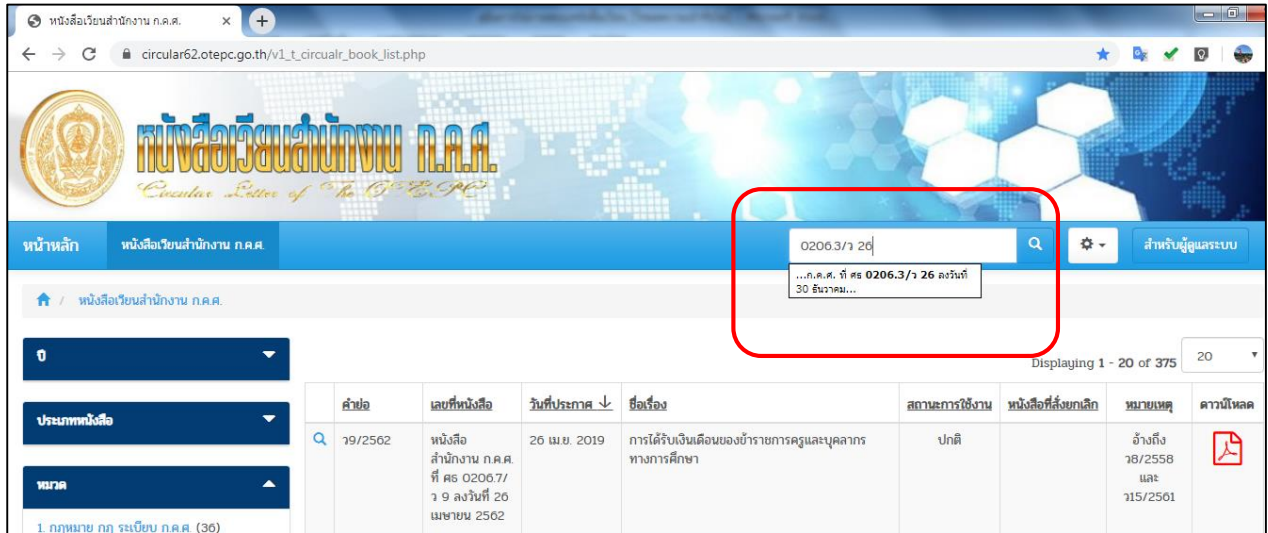 หนังสือเวียนสำนักงาน ก.ค.ศ.
circular62.otepc.go.th/v1_t_circualr_book_list.php
หนังสือเวียนสำนักงาน ก.ค.ศ.
Circular Letter of The OTEPC
หน้าหลัก หนังสือเวียนสำนักงาน ก.ค.ศ. 0206.3/ว 26 สำหรับผู้ดูแลระบบ
...ก.ค.ศ. ที่ ศธ 0206.3/ว 26 ลงวันที่
30 ธันวาคม...
/ หนังสือเวียนสำนักงาน ก.ค.ศ.
ปี
Displaying 1 - 20 of 375 20
ประเภทหนังสือ
หมวด
1. กฎหมาย กฎ ระเบียบ ก.ค.ศ. (36)
คำย่อ เลขที่หนังสือ วันที่ประกาศ ชื่อเรื่อง สถานะการใช้งาน หนังสือที่สั่งยกเลิก หมายเหตุ ดาวน์โหลด
ว9/2562 หนังสือ 26 เม.ย. 2019 การได้รับเงินเดือนของข้าราชการครูและบุคลากร ปกติ อ้างถึง
สำนักงาน ก.ค.ศ. ทางการศึกษา ว8/2558
ที่ ศธ 0206.7/ และ
ว 9 ลงวันที่ 26 ว15/2561
เมษายน 2562